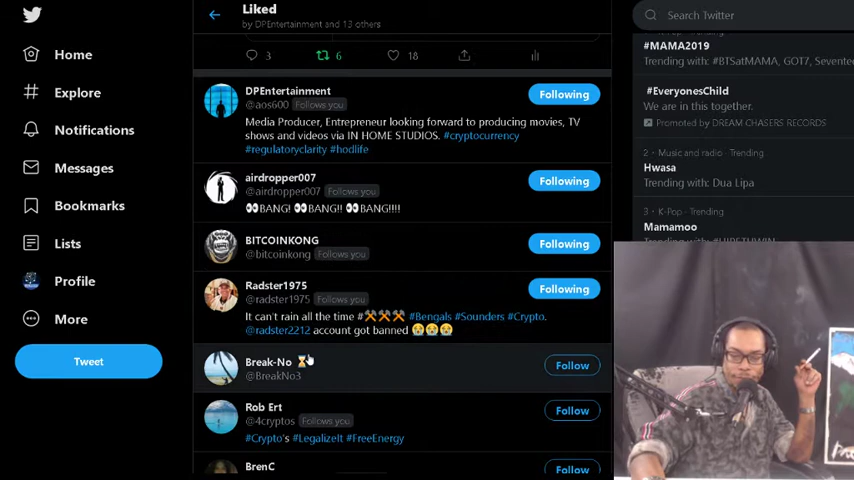 Liked
by DPEntertainment and 13 others
Search Twitter
Home
Explore
Notifications
Messages
Bookmarks
Lists
Profile
More
Tweet
3
6
18
DPEntertainment
@aos600 Follows you
Following
Media Producer, Entrepreneur looking forward to producing movies, TV
shows and videos via IN HOME STUDIOS. #cryptocurrency
#regulatoryclarity #hodlife
airdropper007
@airdropper007 Follows you
Following
👀BANG! 👀BANG!! 👀BANG!!!!
BITCOINKONG
@bitcoinkong Follows you
Following
Radster1975
@radster1975 Follows you
Following
It can't rain all the time #⚒⚒⚒ #Bengals #Sounders #Crypto.
@radster2212 account got banned 😭😭😭
Break-No ⌛
@BreakNo3
Follow
Rob Ert
@4cryptos Follows you
Follow
#Crypto's #LegalizeIt #FreeEnergy
BrenC
Follow
#MAMA2019
Trending with: #BTSatMAMA, GOT7, Sevente
#EveryonesChild
We are in this together.
Promoted by DREAM CHASERS RECORDS
2 · Music and radio · Trending
Hwasa
Trending with: Dua Lipa
3 · K-Pop · Trending
Mamamoo